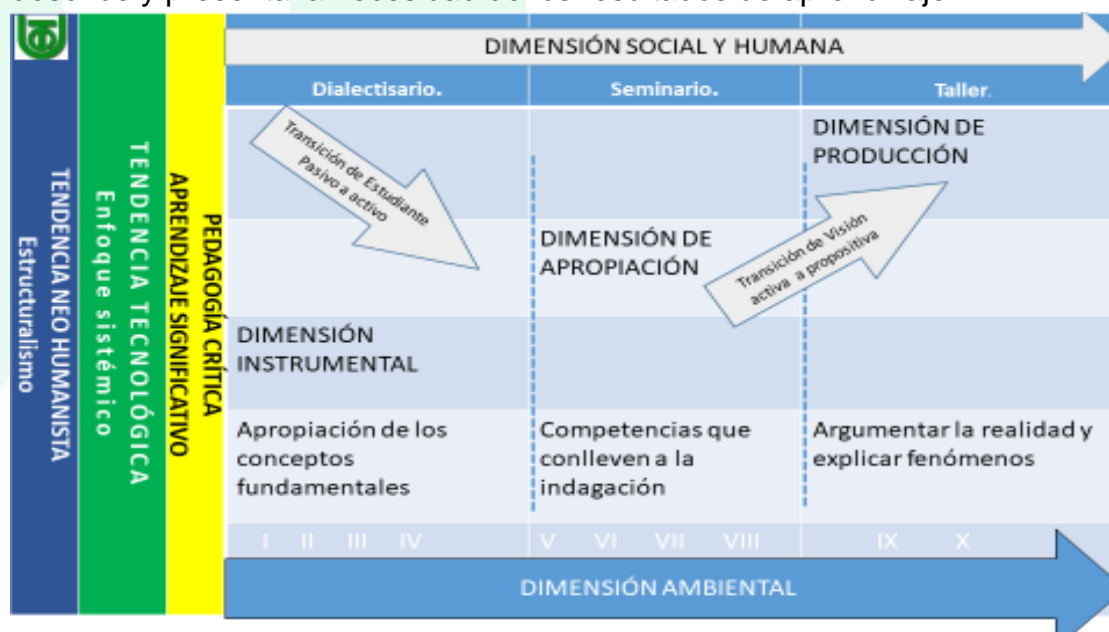 TENDENCIA NEO HUMANISTA
Estructuralismo
TENDENCIA TECNOLÓGICA
Enfoque sistémico
PEDAGOGÍA CRÍTICA
APRENDIZAJE SIGNIFICATIVO
DIMENSIÓN SOCIAL Y HUMANA
Dialectisario.
Seminario.
Taller.
Transición de Estudiante
Pasivo a activo
DIMENSIÓN DE
PRODUCCIÓN
DIMENSIÓN DE
APROPIACIÓN
Transición de Visión
activa a propositiva
DIMENSIÓN
INSTRUMENTAL
Apropiación de los
conceptos
fundamentales
Competencias que
conlleven a la
indagación
Argumentar la realidad y
explicar fenómenos
I II III IV
V VI VII VIII
IX X
DIMENSIÓN AMBIENTAL